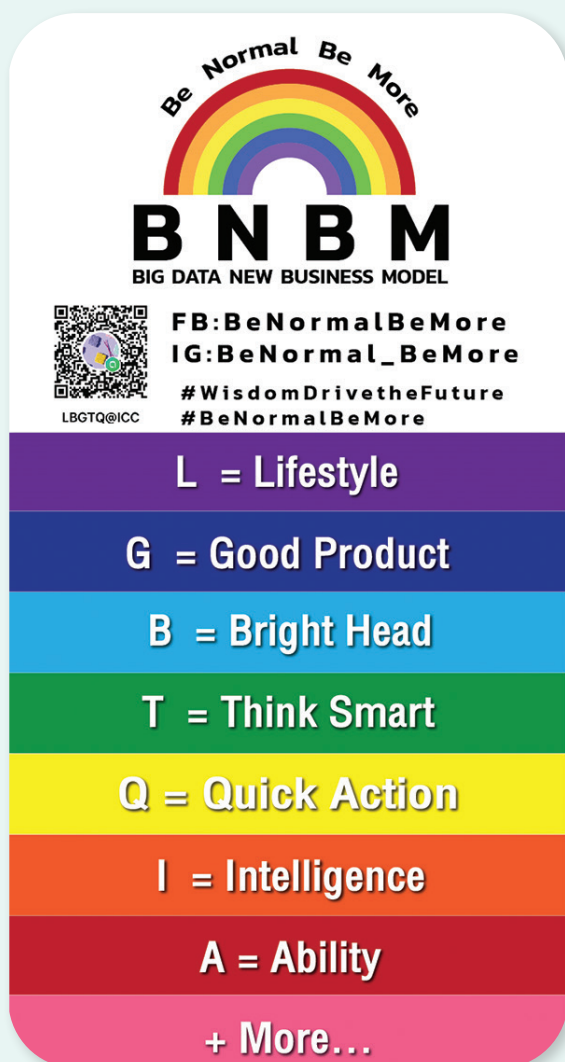 Be Normal Be More
BNBM
BIG DATA NEW BUSINESS MODEL
FB:BeNormalBeMore
IG:BeNormal_BeMore
#WisdomDrivetheFuture
LBGTQ@ICC
#BeNormalBeMore
L = Lifestyle
G = Good Product
B = Bright Head
T = Think Smart
Q = Quick Action
I = Intelligence
A = Ability
+ More...